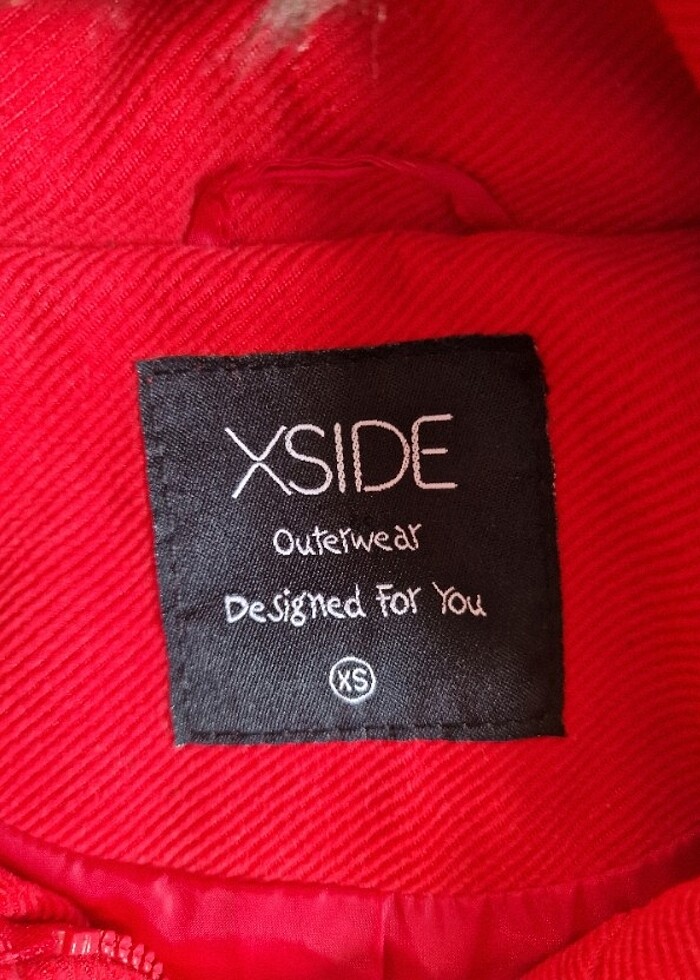 XSIDE
Outerwear
Designed For You
XS